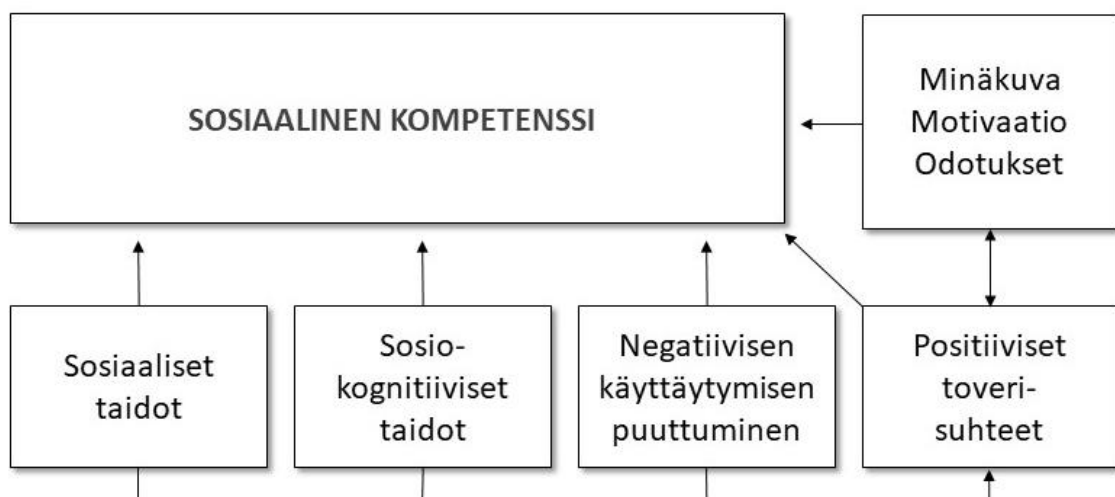 SOSIAALINEN KOMPETENSSI
Minäkuva
Motivaatio
Odotukset
Sosiaaliset
taidot
Sosio-
kognitiiviset
taidot
Negatiivisen
käyttäytymisen
puuttuminen
Positiiviset
toveri-
suhteet